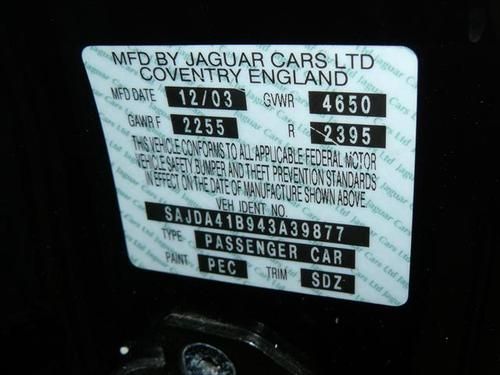 MFD BY JAGUAR CARS LTD
COVENTRY ENGLAND
MFD DATE 12/03 GVWR 4650
GAWR F 2255 R 2395
THIS VEHICLE CONFORMS TO ALL APPLICABLE FEDERAL MOTOR
VEHICLE SAFETY, BUMPER AND THEFT PREVENTION STANDARDS
IN EFFECT ON THE DATE OF MANUFACTURE SHOWN ABOVE.
VEH IDENT NO.
SAJDA41B943A39877
TYPE PASSENGER CAR
PAINT PEC TRIM SDZ